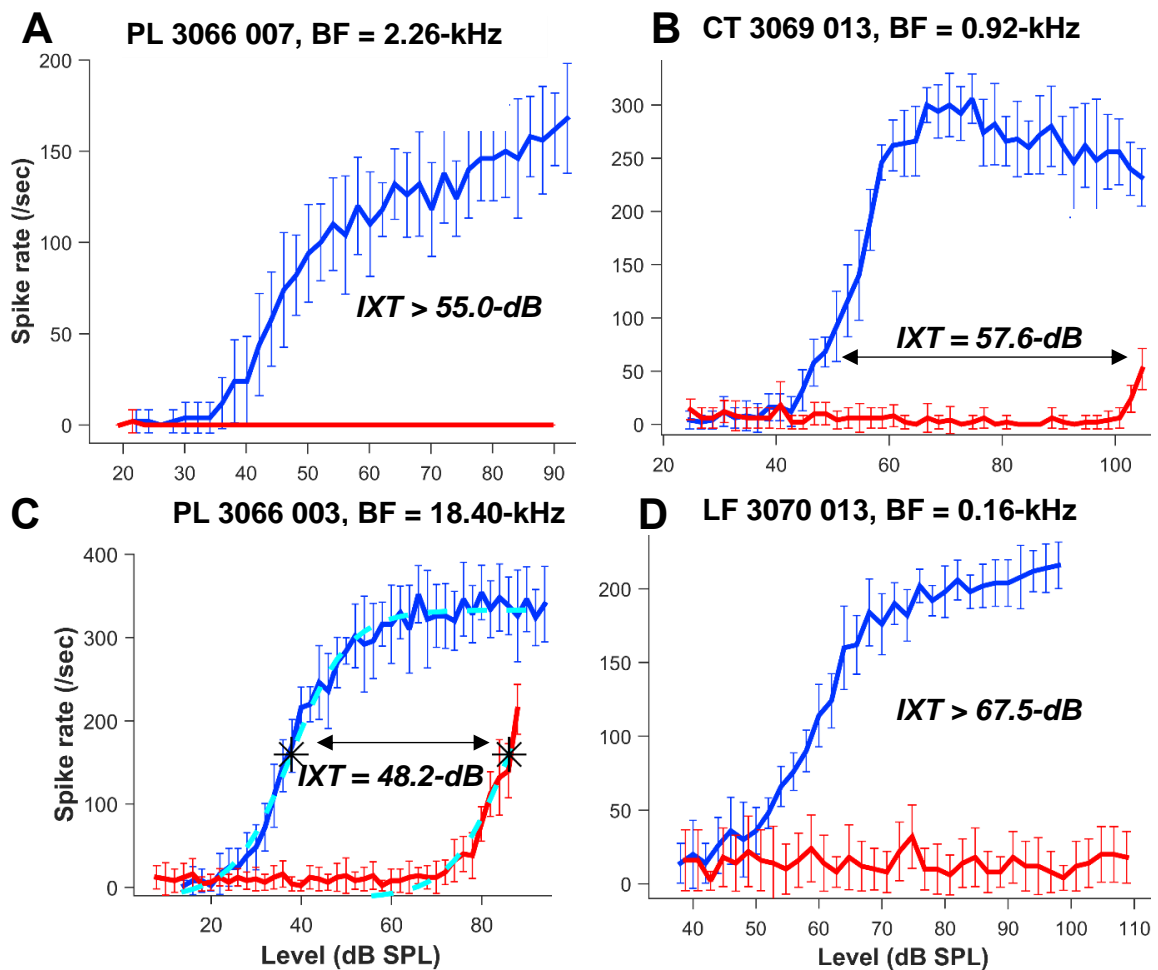 A
PL 3066 007, BF = 2.26-kHz
200
150
100
50
0
Spike rate (/sec)
IXT > 55.0-dB
20 30 40 50 60 70 80 90
B
CT 3069 013, BF = 0.92-kHz
300
250
200
150
100
50
0
IXT = 57.6-dB
20 40 60 80 100
C
PL 3066 003, BF = 18.40-kHz
400
300
200
100
0
Spike rate (/sec)
IXT = 48.2-dB
20 40 60 80
Level (dB SPL)
D
LF 3070 013, BF = 0.16-kHz
200
150
100
50
0
IXT > 67.5-dB
40 50 60 70 80 90 100 110
Level (dB SPL)